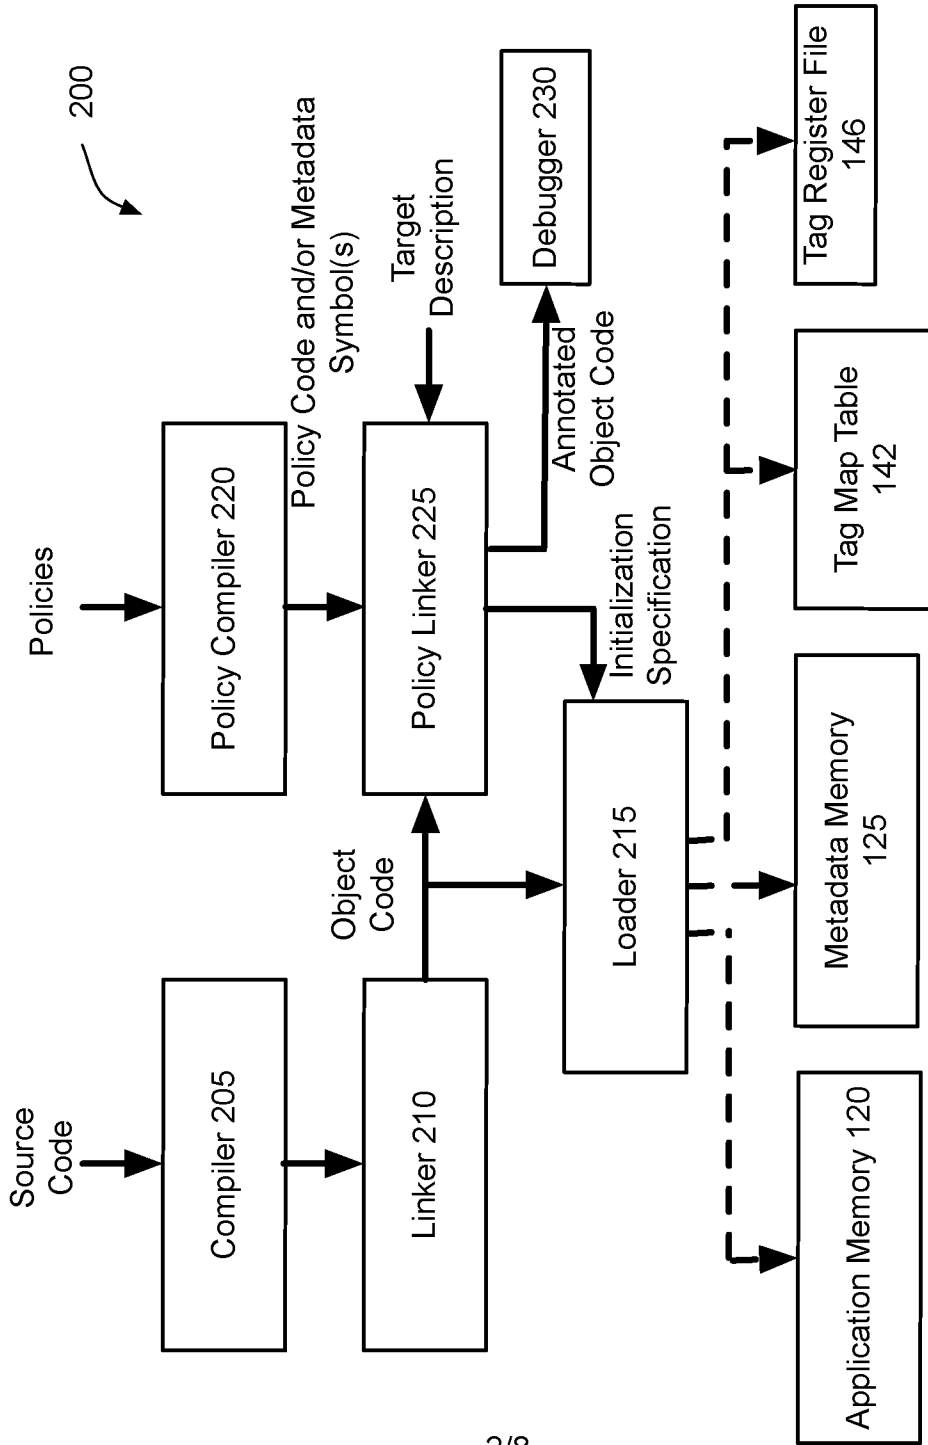 200
Source
Code
Policies
Compiler 205
Policy Compiler 220
Policy Code and/or Metadata
Symbol(s)
Linker 210
Object
Code
Policy Linker 225
Target
Description
Loader 215
Initialization
Specification
Annotated
Object Code
Debugger 230
Application Memory 120
Metadata Memory
125
Tag Map Table
142
Tag Register File
146